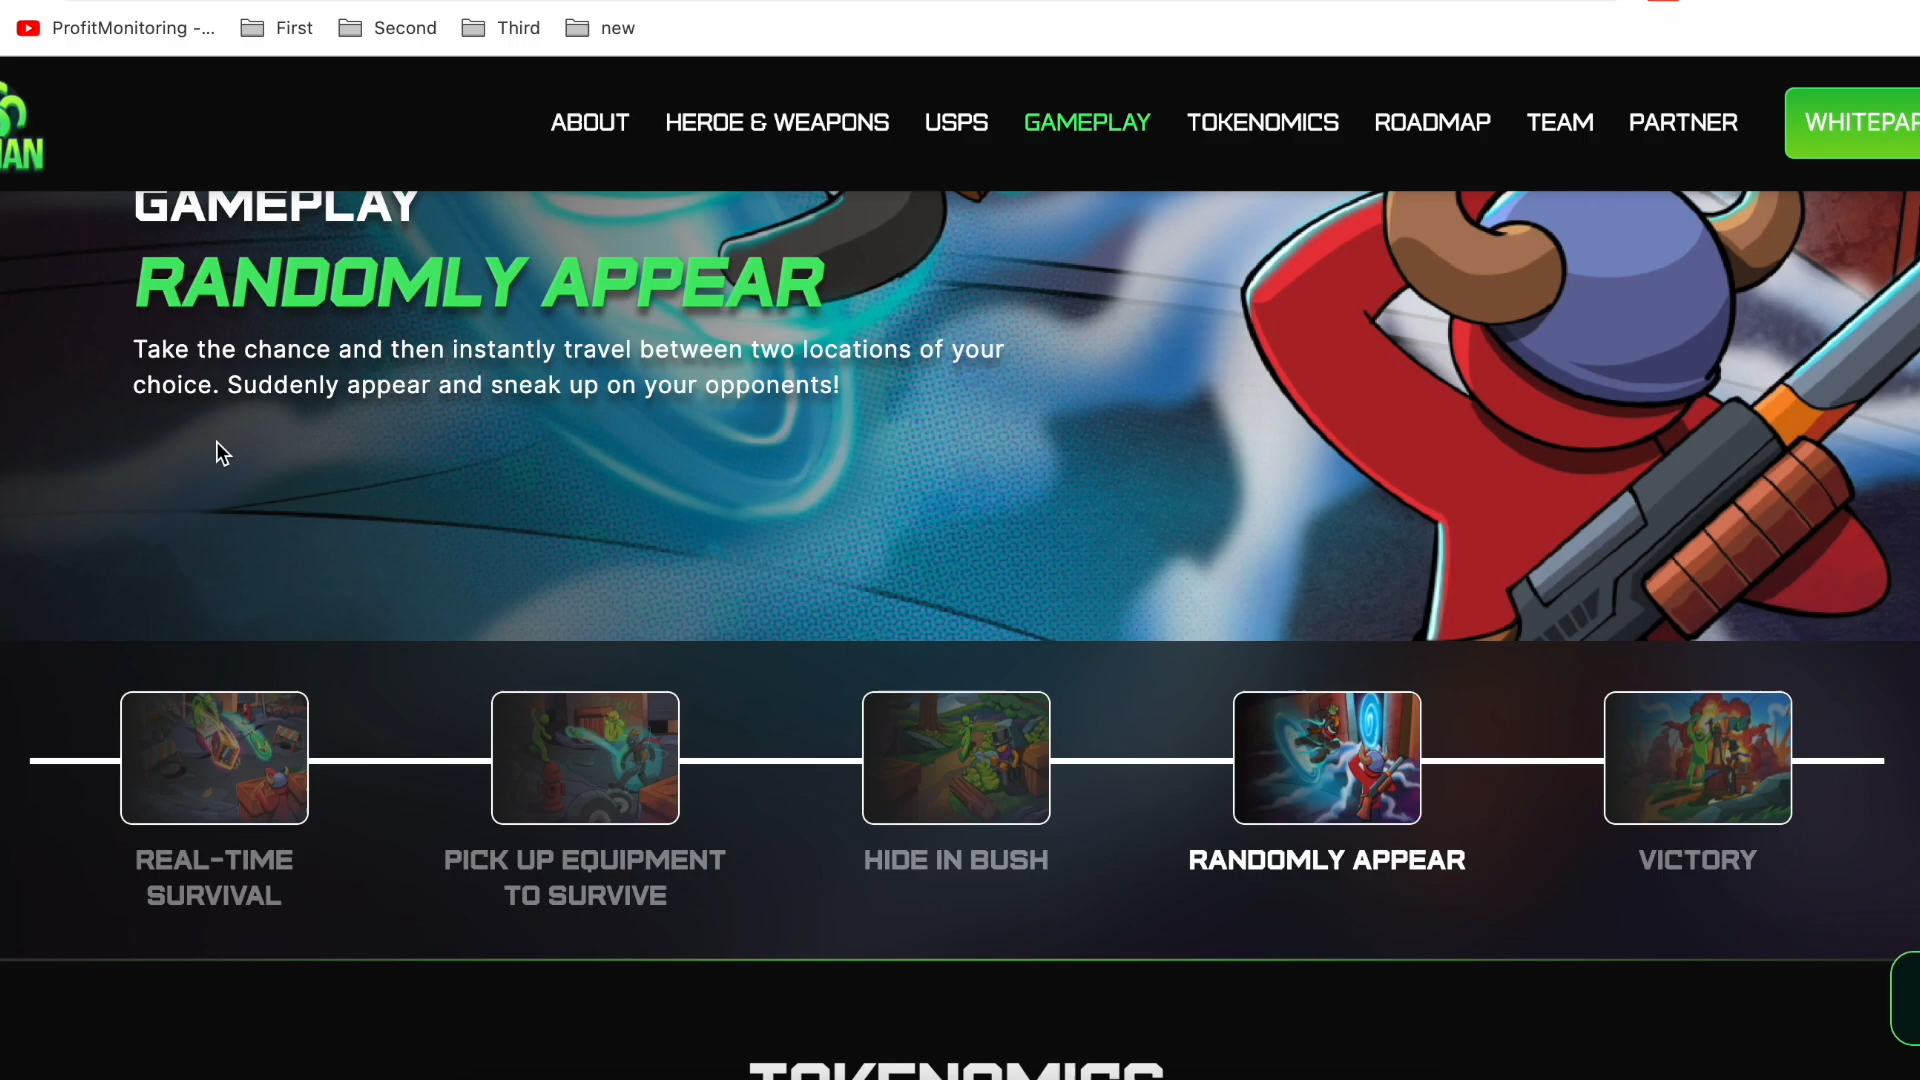 ProfitMonitoring -...
First
Second
Third
new
ABOUT
HEROE & WEAPONS
USPS
GAMEPLAY
TOKENOMICS
ROADMAP
TEAM
PARTNER
GAMEPLAY
RANDOMLY APPEAR
Take the chance and then instantly travel between two locations of your
choice. Suddenly appear and sneak up on your opponents!
REAL-TIME
SURVIVAL
PICK UP EQUIPMENT
TO SURVIVE
HIDE IN BUSH
RANDOMLY APPEAR
VICTORY
TOKENOMICS